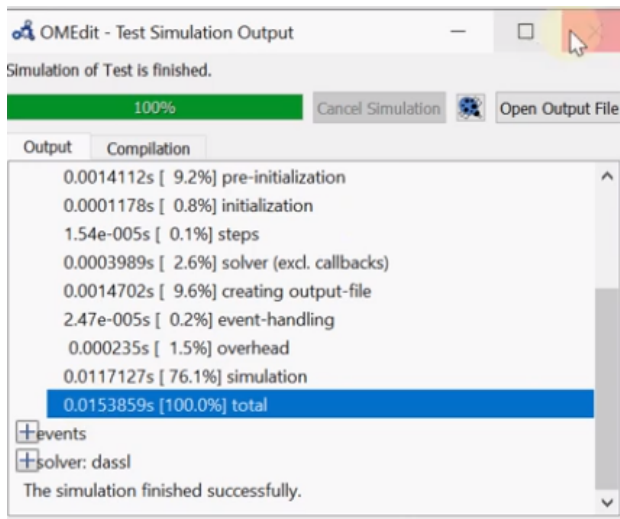 OMEdit - Test Simulation Output
Simulation of Test is finished.
100% Cancel Simulation Open Output File
Output Compilation
0.0014112s [  9.2%] pre-initialization
0.0001178s [  0.8%] initialization
1.54e-005s [  0.1%] steps
0.0003989s [  2.6%] solver (excl. callbacks)
0.0014702s [  9.6%] creating output-file
2.47e-005s [  0.2%] event-handling
0.000235s [  1.5%] overhead
0.0117127s [ 76.1%] simulation
0.0153859s [100.0%] total
events
solver: dassl
The simulation finished successfully.